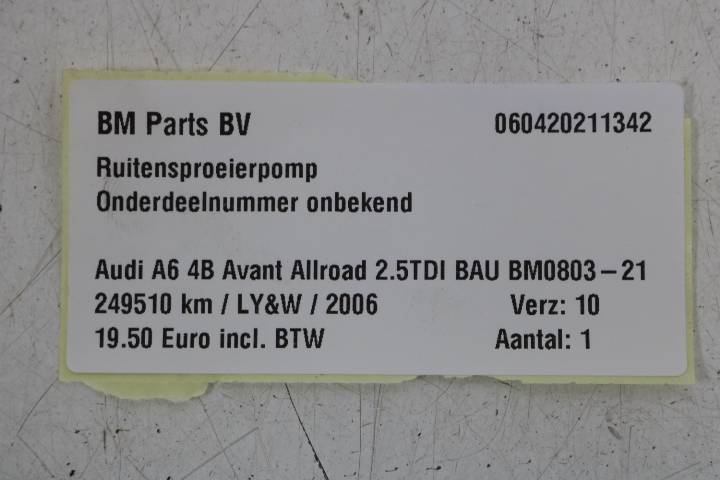 BM Parts BV 060420211342
Ruitensproeierpomp
Onderdeelnummer onbekend
Audi A6 4B Avant Allroad 2.5TDI BAU BM0803-21
249510 km / LY&W / 2006 Verz: 10
19.50 Euro incl. BTW Aantal: 1